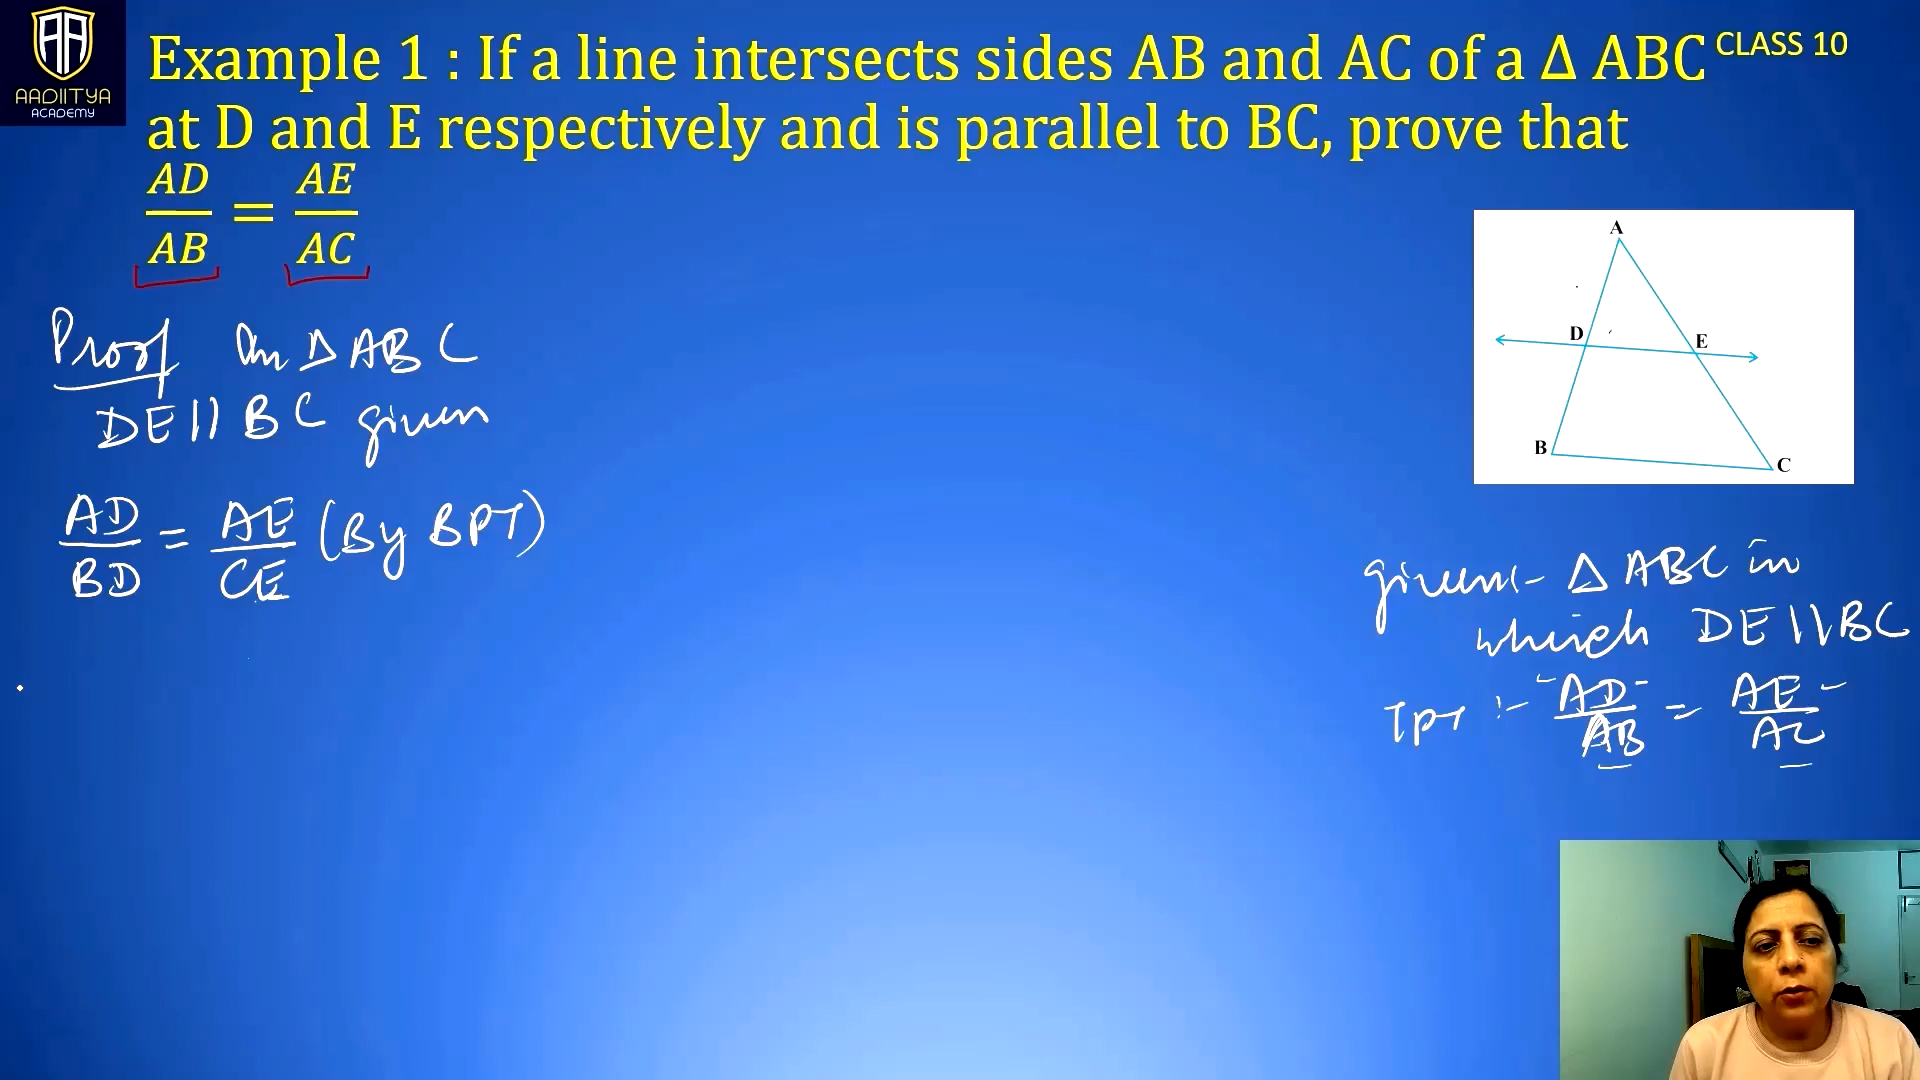 AADIITYA
ACADEMY
Example 1 : If a line intersects sides AB and AC of a Δ ABC
CLASS 10
at D and E respectively and is parallel to BC, prove that
AD/AB = AE/AC
A
D
E
B
C
Proof In Δ ABC
DE || BC given
AD/BD = AE/CE (By BPT)
given:- Δ ABC in
which DE || BC
TPT :- AD/AB = AE/AC